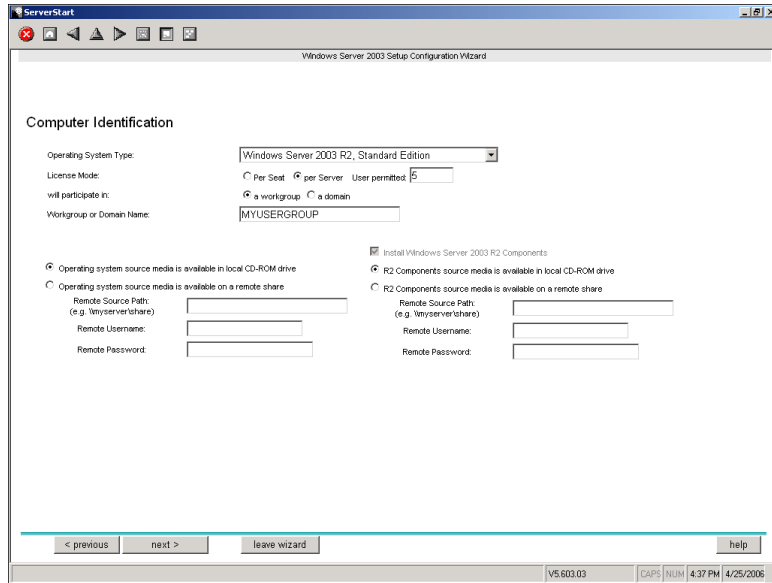 ServerStart
Windows Server 2003 Setup Configuration Wizard
Computer Identification
Operating System Type: Windows Server 2003 R2, Standard Edition
License Mode: Per Seat per Server User permitted: 5
will participate in: a workgroup a domain
Workgroup or Domain Name: MYUSERGROUP
Install Windows Server 2003 R2 Components
Operating system source media is available in local CD-ROM drive
R2 Components source media is available in local CD-ROM drive
Operating system source media is available on a remote share
R2 Components source media is available on a remote share
Remote Source Path:
(e.g. \\myserver\share)
Remote Source Path:
(e.g. \\myserver\share)
Remote Username:
Remote Username:
Remote Password:
Remote Password:
< previous next > leave wizard help
V5.603.03 CAPS NUM 4:37 PM 4/25/2006